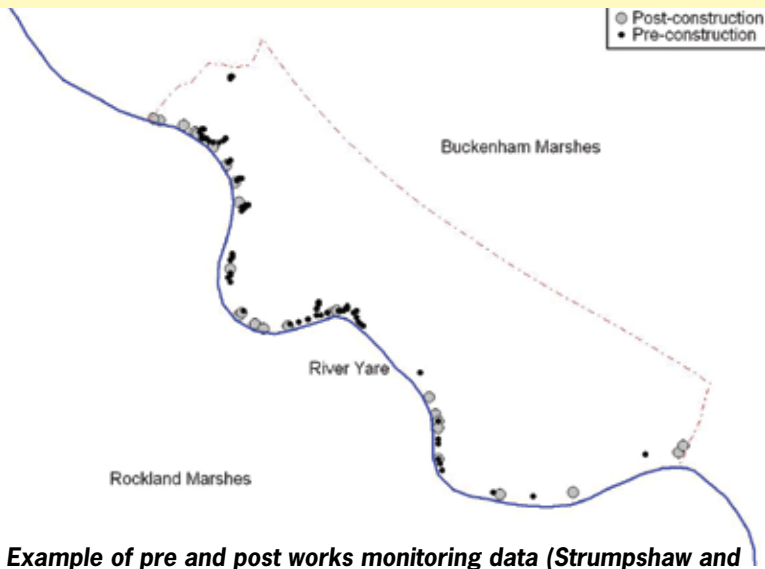 Post-construction
Pre-construction
Buckenham Marshes
River Yare
Rockland Marshes
Example of pre and post works monitoring data (Strumpshaw and